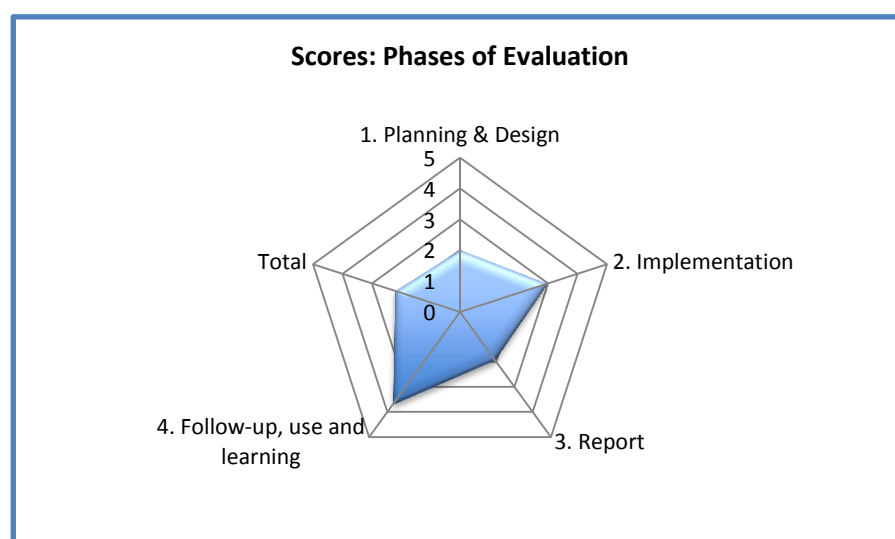 Scores: Phases of Evaluation
1. Planning & Design
5
4
3
2
1
0
Total
2. Implementation
4. Follow-up, use and
learning
3. Report